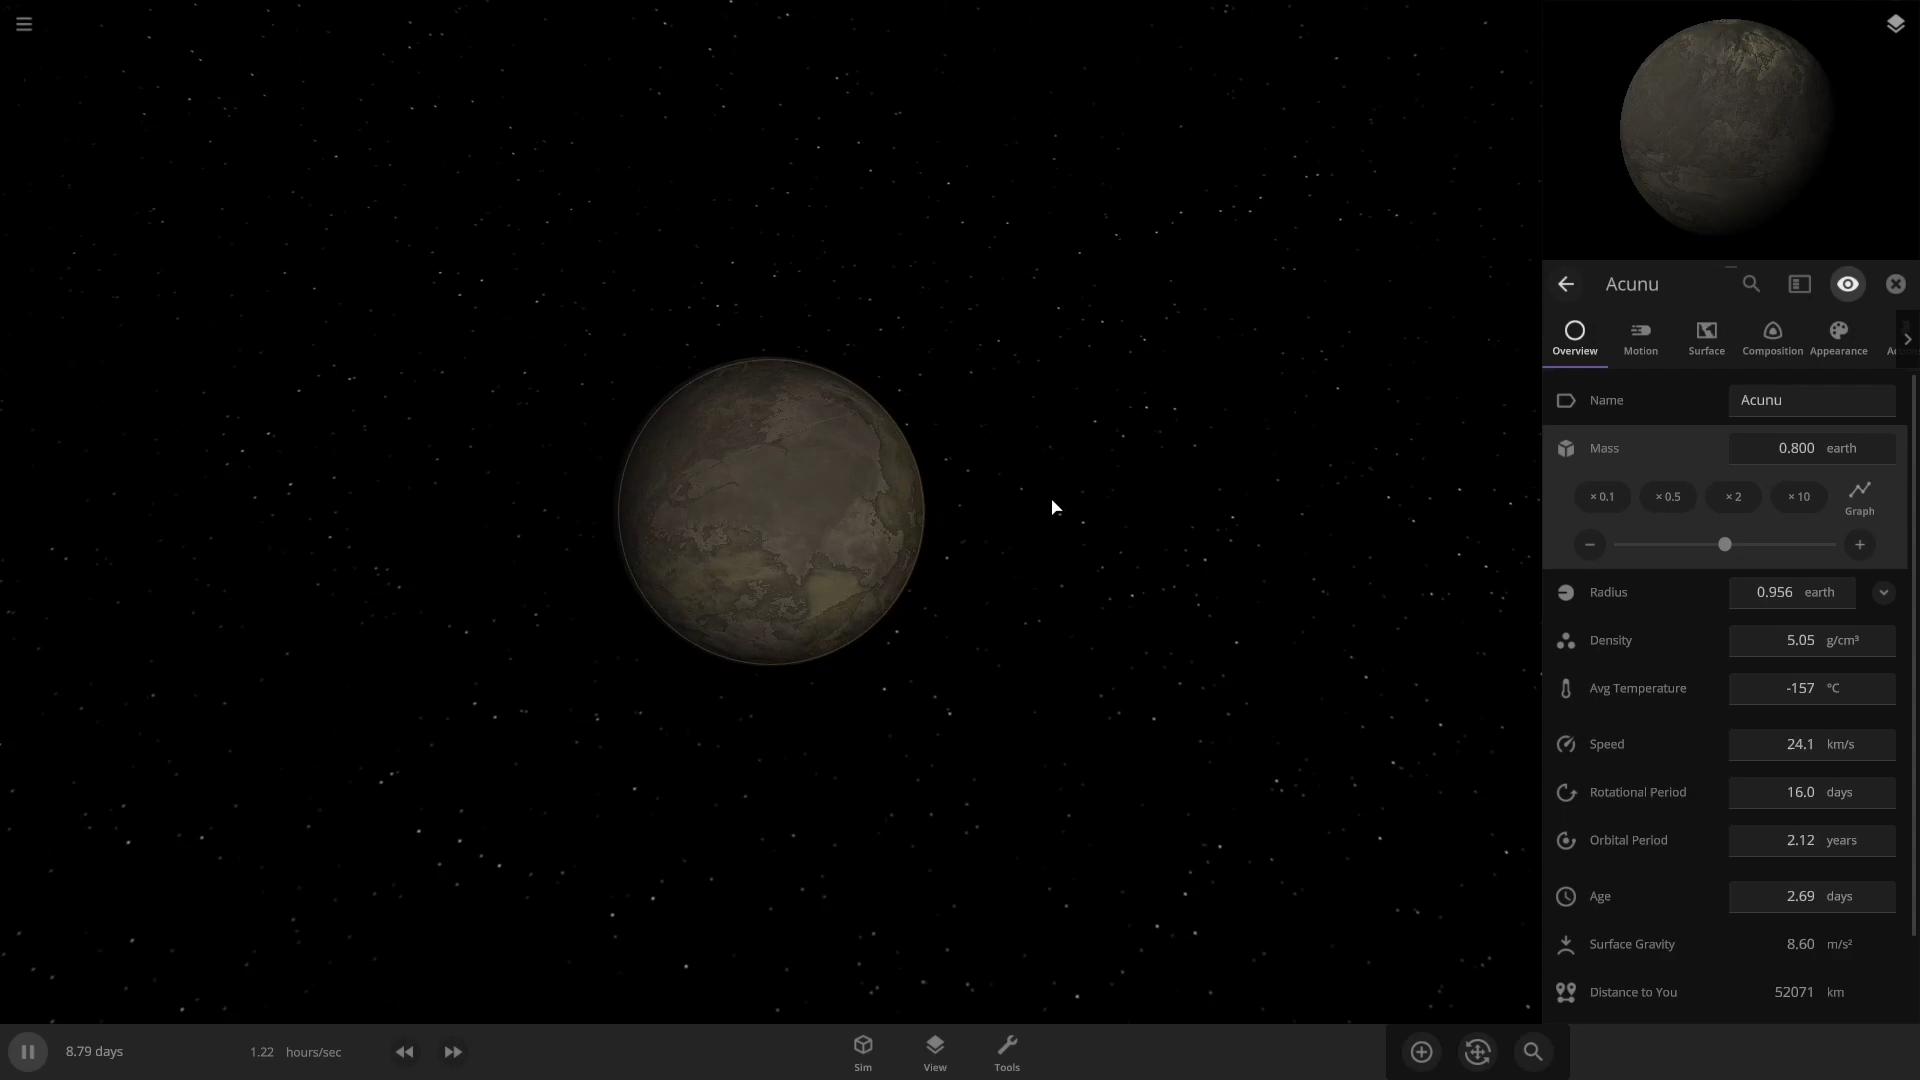 Acunu
Overview
Motion
Surface
Composition
Appearance
Name Acunu
Mass 0.800 earth
× 0.1 × 0.5 × 2 × 10 Graph
Radius 0.956 earth
Density 5.05 g/cm³
Avg Temperature -157 °C
Speed 24.1 km/s
Rotational Period 16.0 days
Orbital Period 2.12 years
Age 2.69 days
Surface Gravity 8.60 m/s²
Distance to You 52071 km
8.79 days 1.22 hours/sec
Sim View Tools